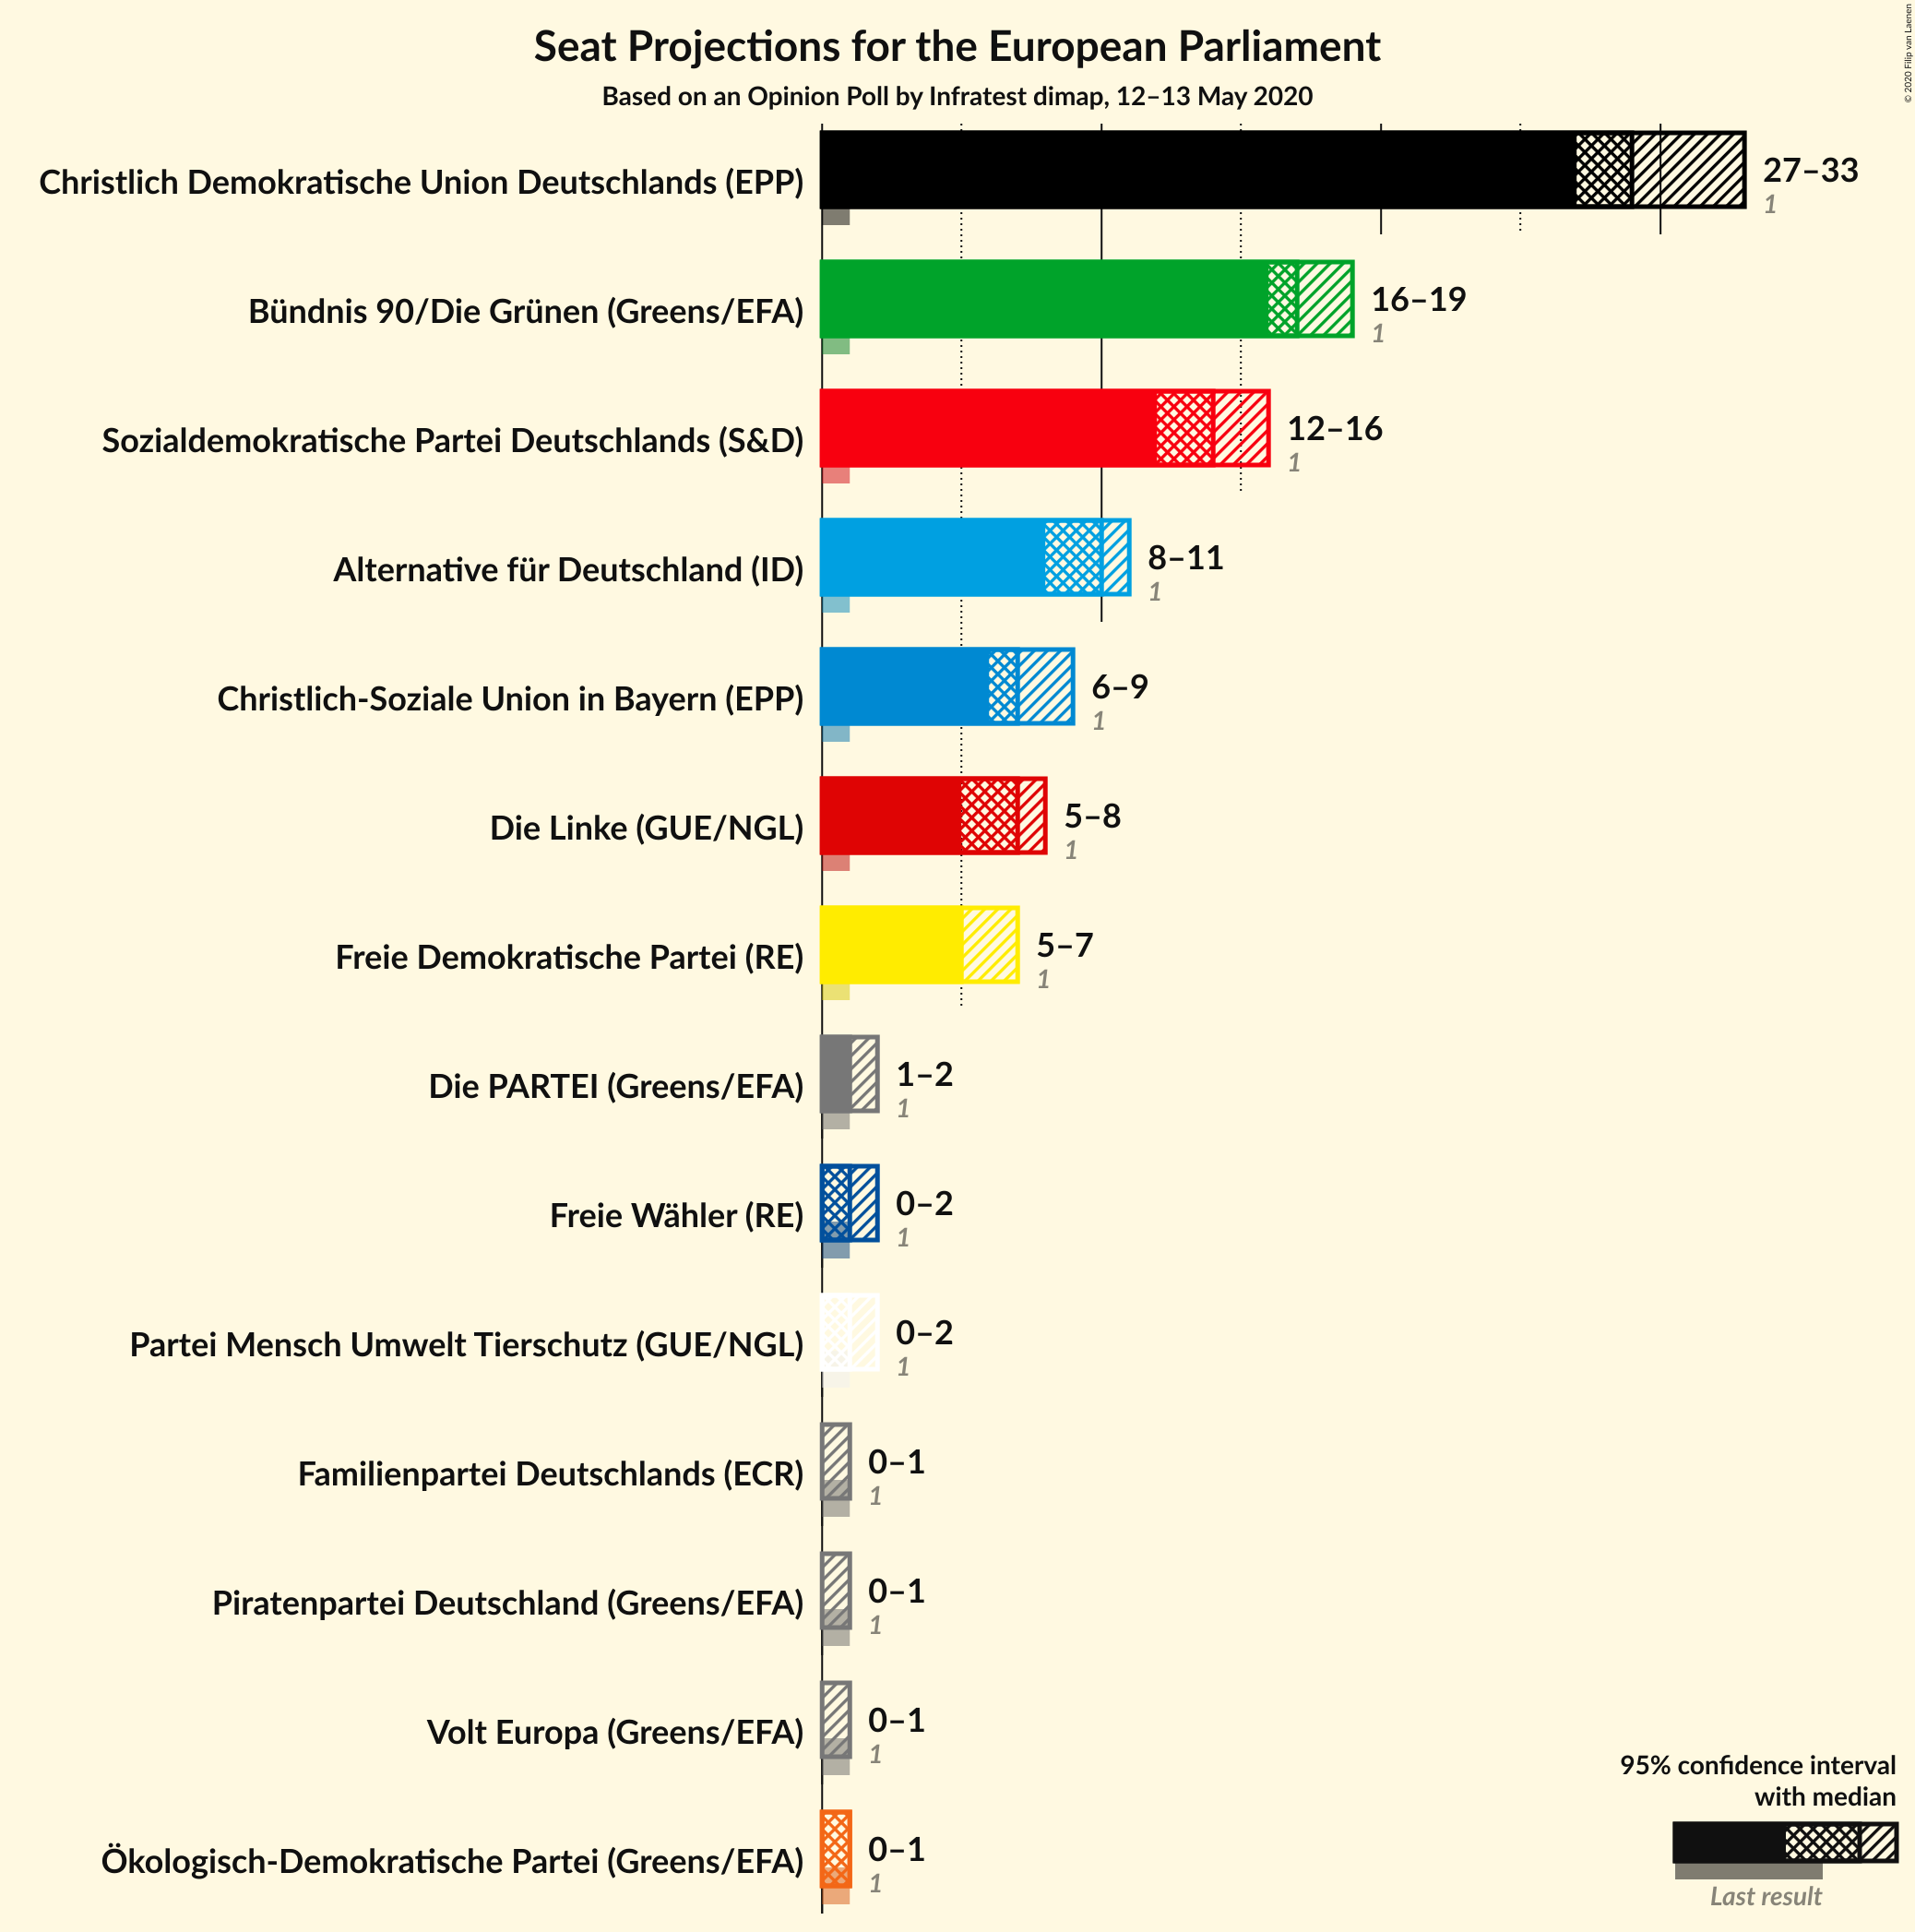 Seat Projections for the European Parliament
Based on an Opinion Poll by Infratest dimap, 12–13 May 2020
© 2020 Filip van Laenen
Christlich Demokratische Union Deutschlands (EPP)
27–33
1
Bündnis 90/Die Grünen (Greens/EFA)
16–19
1
Sozialdemokratische Partei Deutschlands (S&D)
12–16
1
Alternative für Deutschland (ID)
8–11
1
Christlich-Soziale Union in Bayern (EPP)
6–9
1
Die Linke (GUE/NGL)
5–8
1
Freie Demokratische Partei (RE)
5–7
1
Die PARTEI (Greens/EFA)
1–2
1
Freie Wähler (RE)
0–2
1
Partei Mensch Umwelt Tierschutz (GUE/NGL)
0–2
1
Familienpartei Deutschlands (ECR)
0–1
1
Piratenpartei Deutschland (Greens/EFA)
0–1
1
Volt Europa (Greens/EFA)
0–1
1
Ökologisch-Demokratische Partei (Greens/EFA)
0–1
1
95% confidence interval
with median
Last result